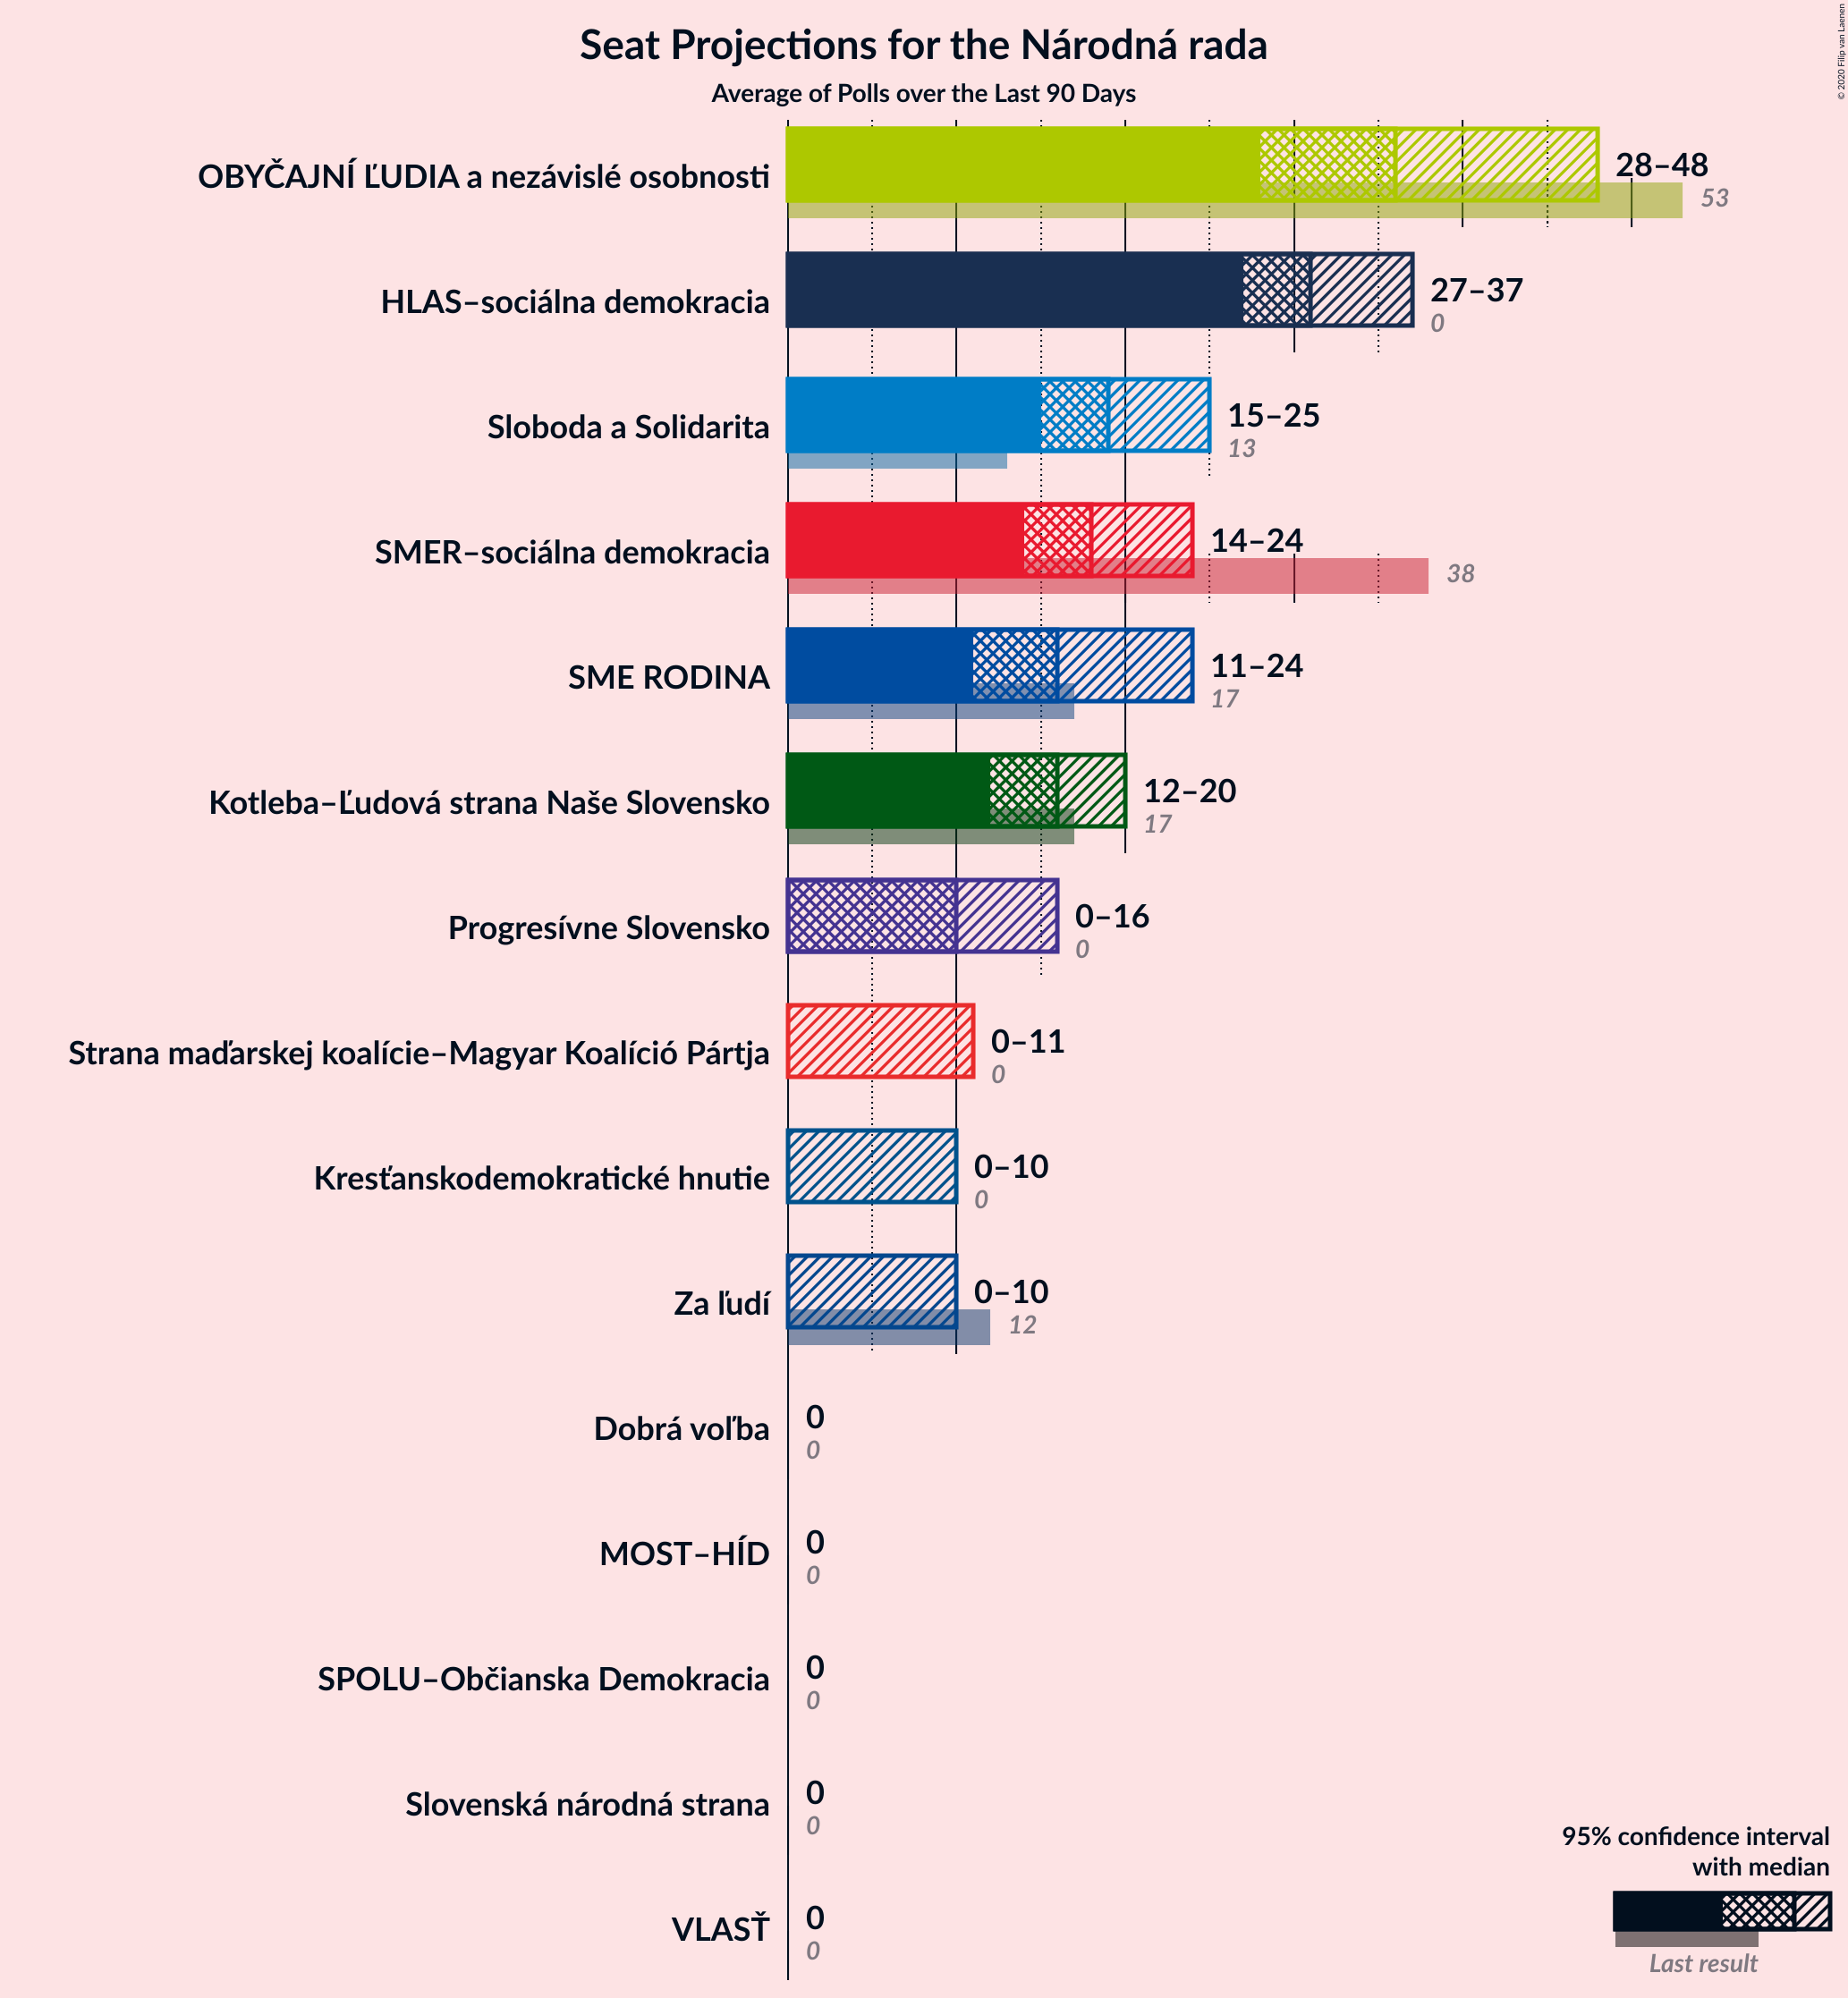 Seat Projections for the Národná rada
Average of Polls over the Last 90 Days
© 2020 Filip van Laenen
OBYČAJNÍ ĽUDIA a nezávislé osobnosti
28–48
53
HLAS–sociálna demokracia
27–37
0
Sloboda a Solidarita
15–25
13
SMER–sociálna demokracia
14–24
38
SME RODINA
11–24
17
Kotleba–Ľudová strana Naše Slovensko
12–20
17
Progresívne Slovensko
0–16
0
Strana maďarskej koalície–Magyar Koalíció Pártja
0–11
0
Kresťanskodemokratické hnutie
0–10
0
Za ľudí
0–10
12
Dobrá voľba
0
0
MOST–HÍD
0
0
SPOLU–Občianska Demokracia
0
0
Slovenská národná strana
0
0
VLASŤ
0
0
95% confidence interval
with median
Last result